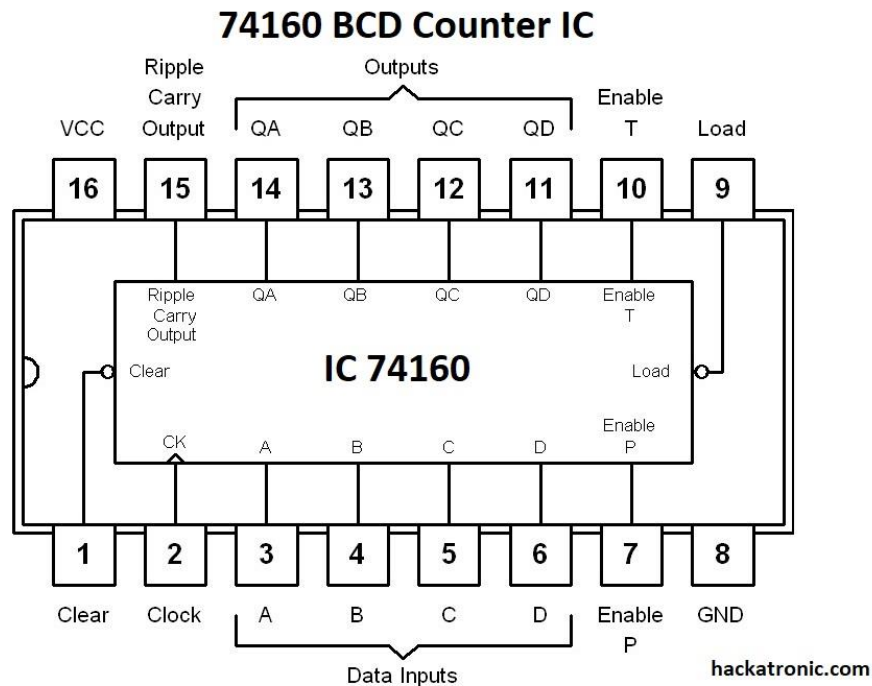 74160 BCD Counter IC
Ripple
Carry
Output
Outputs
Enable
T
VCC
QA
QB
QC
QD
Load
16
15
14
13
12
11
10
9
Ripple
Carry
Output
QA
QB
QC
QD
Enable
T
Clear
IC 74160
Load
CK
A
B
C
D
Enable
P
1
2
3
4
5
6
7
8
Clear
Clock
A
B
C
D
Enable
P
GND
Data Inputs
hackatronic.com